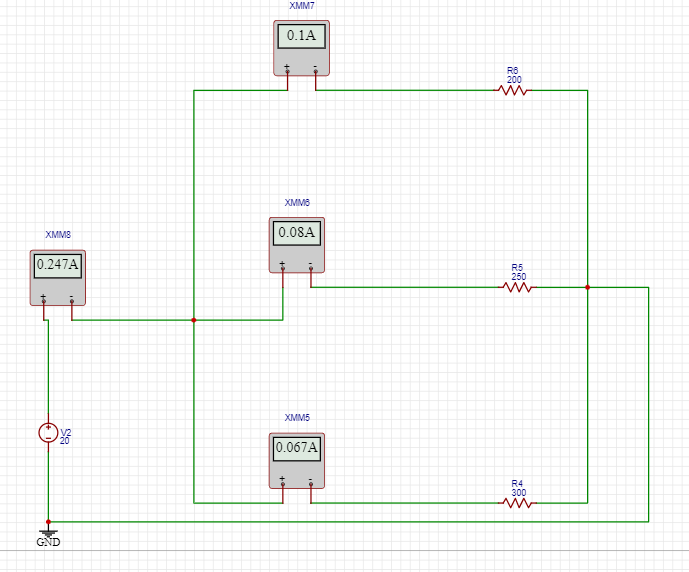 XMM7
0.1A
+ -
R6
200
XMM6
0.08A
+ -
R5
250
XMM8
0.247A
+ -
V2
20
+
-
XMM5
0.067A
+ -
R4
300
GND